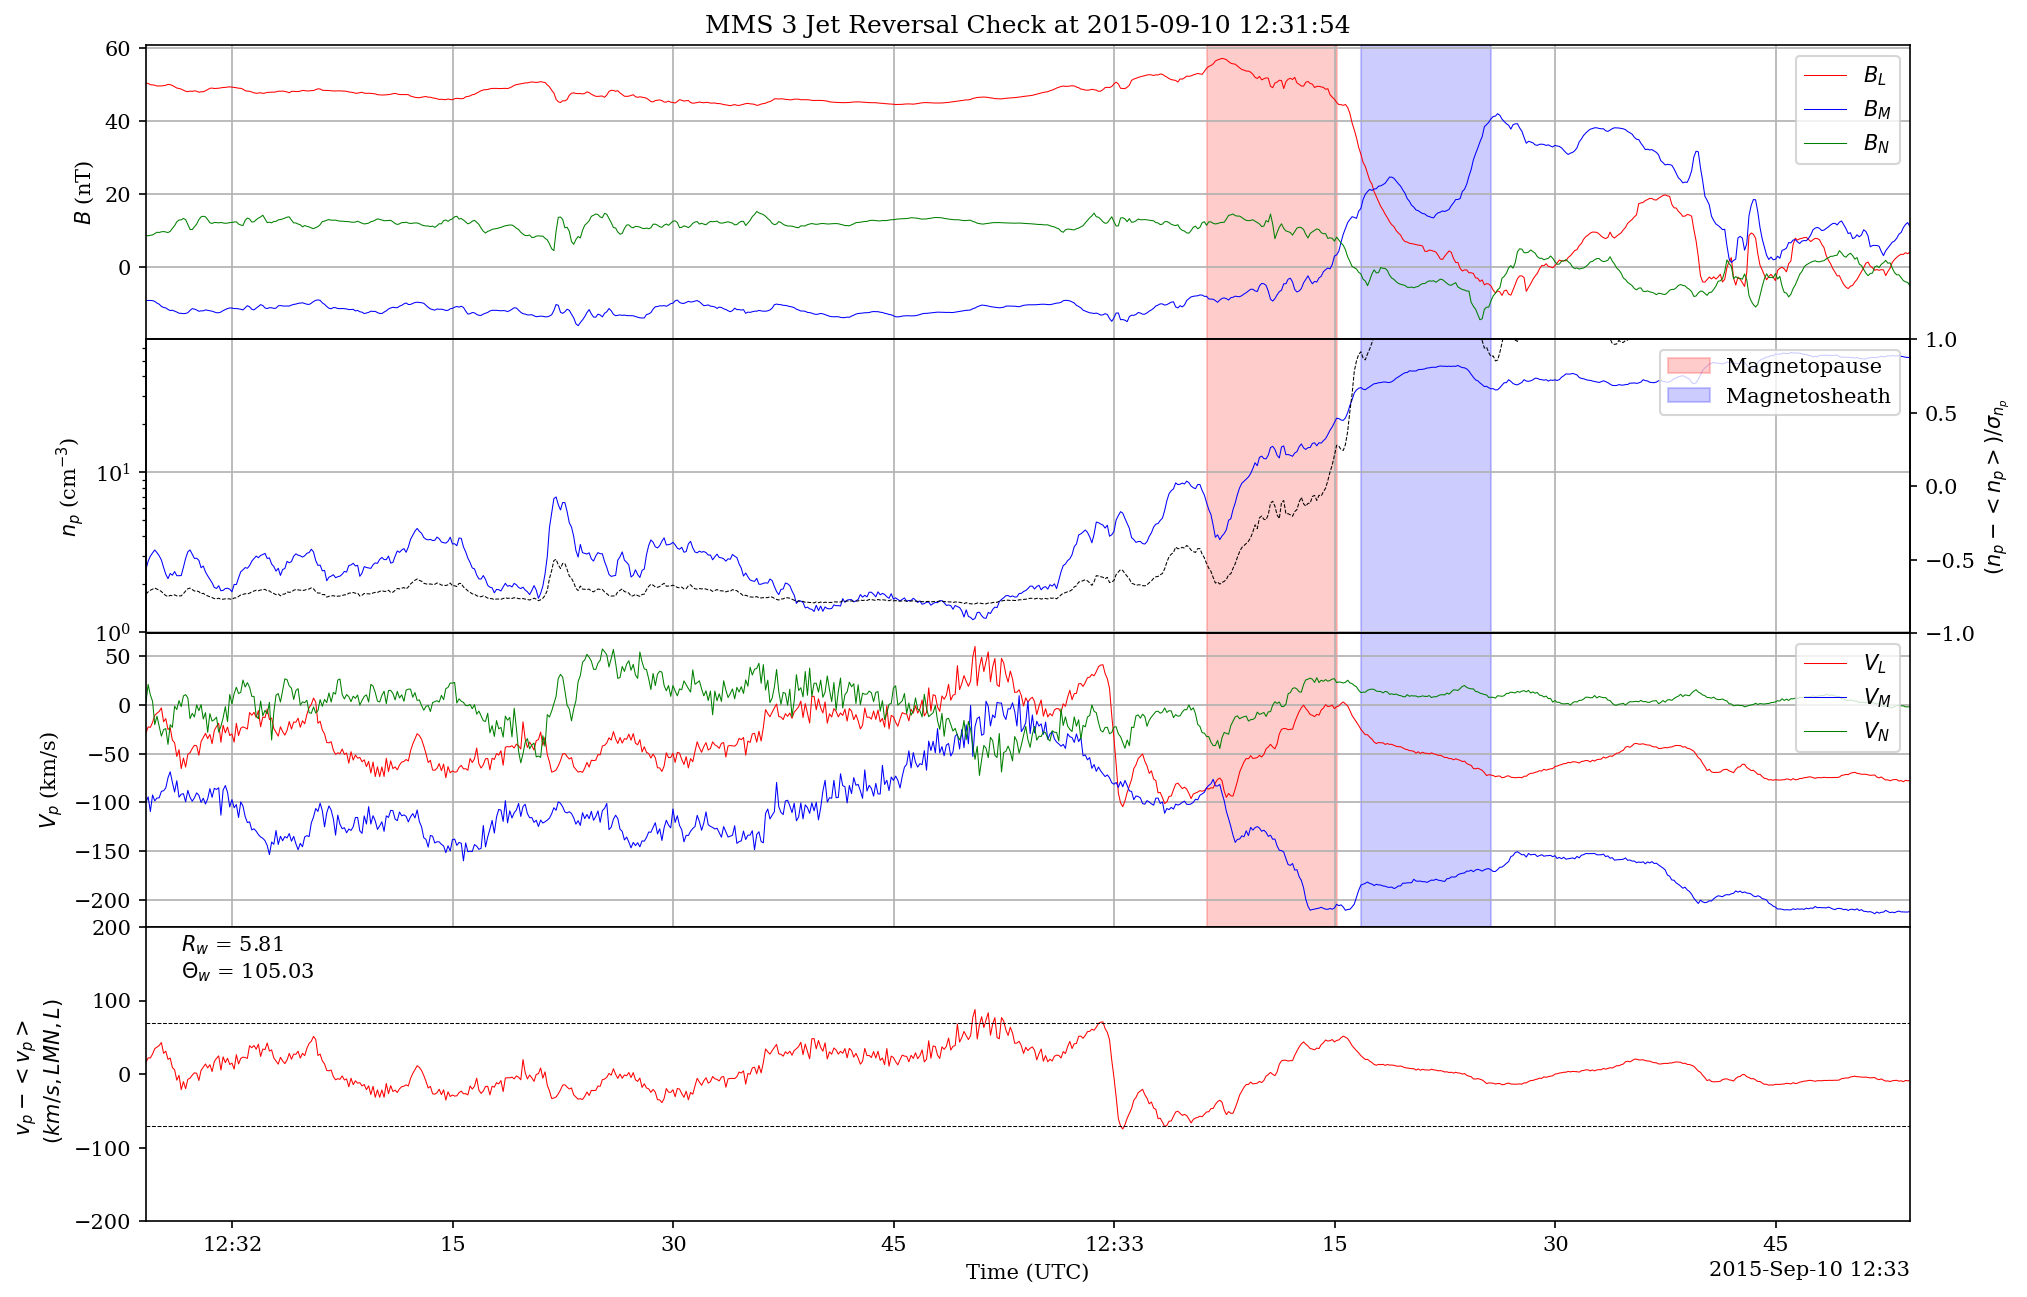 MMS 3 Jet Reversal Check at 2015-09-10 12:31:54
60
40
20
0
B (nT)
B_L
B_M
B_N
10^1
10^0
n_p (cm^−3)
1.0
0.5
0.0
−0.5
−1.0
(n_p − < n_p >)/σ_{n_p}
Magnetopause
Magnetosheath
50
0
−50
−100
−150
−200
V_p (km/s)
V_L
V_M
V_N
200
100
0
−100
−200
v_p − < v_p >
(km/s, LMN, L)
R_w = 5.81
Θ_w = 105.03
12:32
15
30
45
12:33
15
30
45
Time (UTC)
2015-Sep-10 12:33